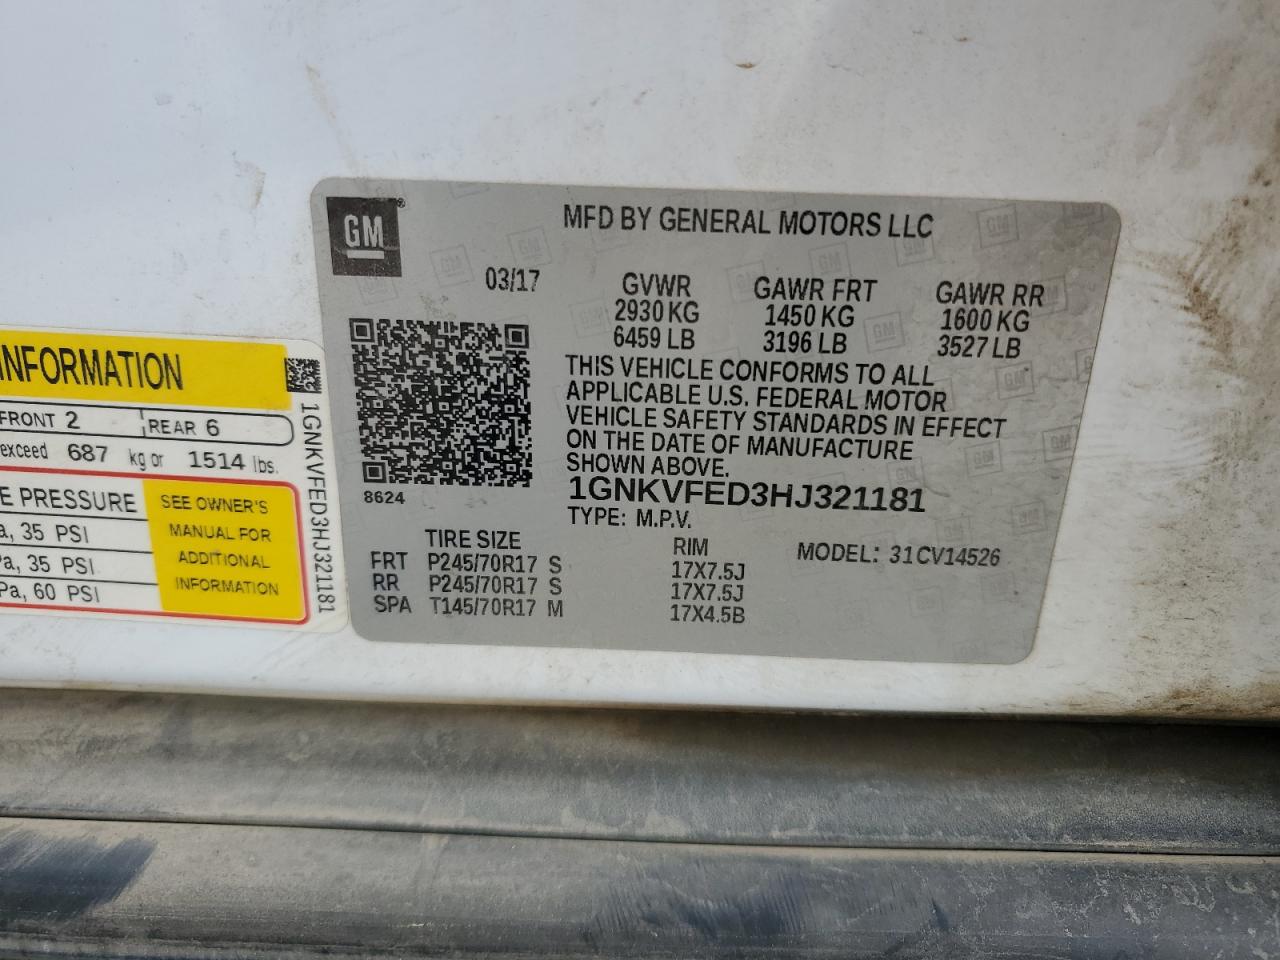 GM
MFD BY GENERAL MOTORS LLC
03/17
GVWR GAWR FRT GAWR RR
2930 KG 1450 KG 1600 KG
6459 LB 3196 LB 3527 LB
THIS VEHICLE CONFORMS TO ALL
APPLICABLE U.S. FEDERAL MOTOR
VEHICLE SAFETY STANDARDS IN EFFECT
ON THE DATE OF MANUFACTURE
SHOWN ABOVE.
8624
1GNKVFED3HJ321181
TYPE: M.P.V.
MODEL: 31CV14526
TIRE SIZE RIM
FRT P245/70R17 S 17X7.5J
RR P245/70R17 S 17X7.5J
SPA T145/70R17 M 17X4.5B
INFORMATION
FRONT 2 REAR 6
exceed 687 kg or 1514 lbs.
E PRESSURE
a, 35 PSI
Pa, 35 PSI
Pa, 60 PSI
SEE OWNER'S
MANUAL FOR
ADDITIONAL
INFORMATION
1GNKVFED3HJ321181